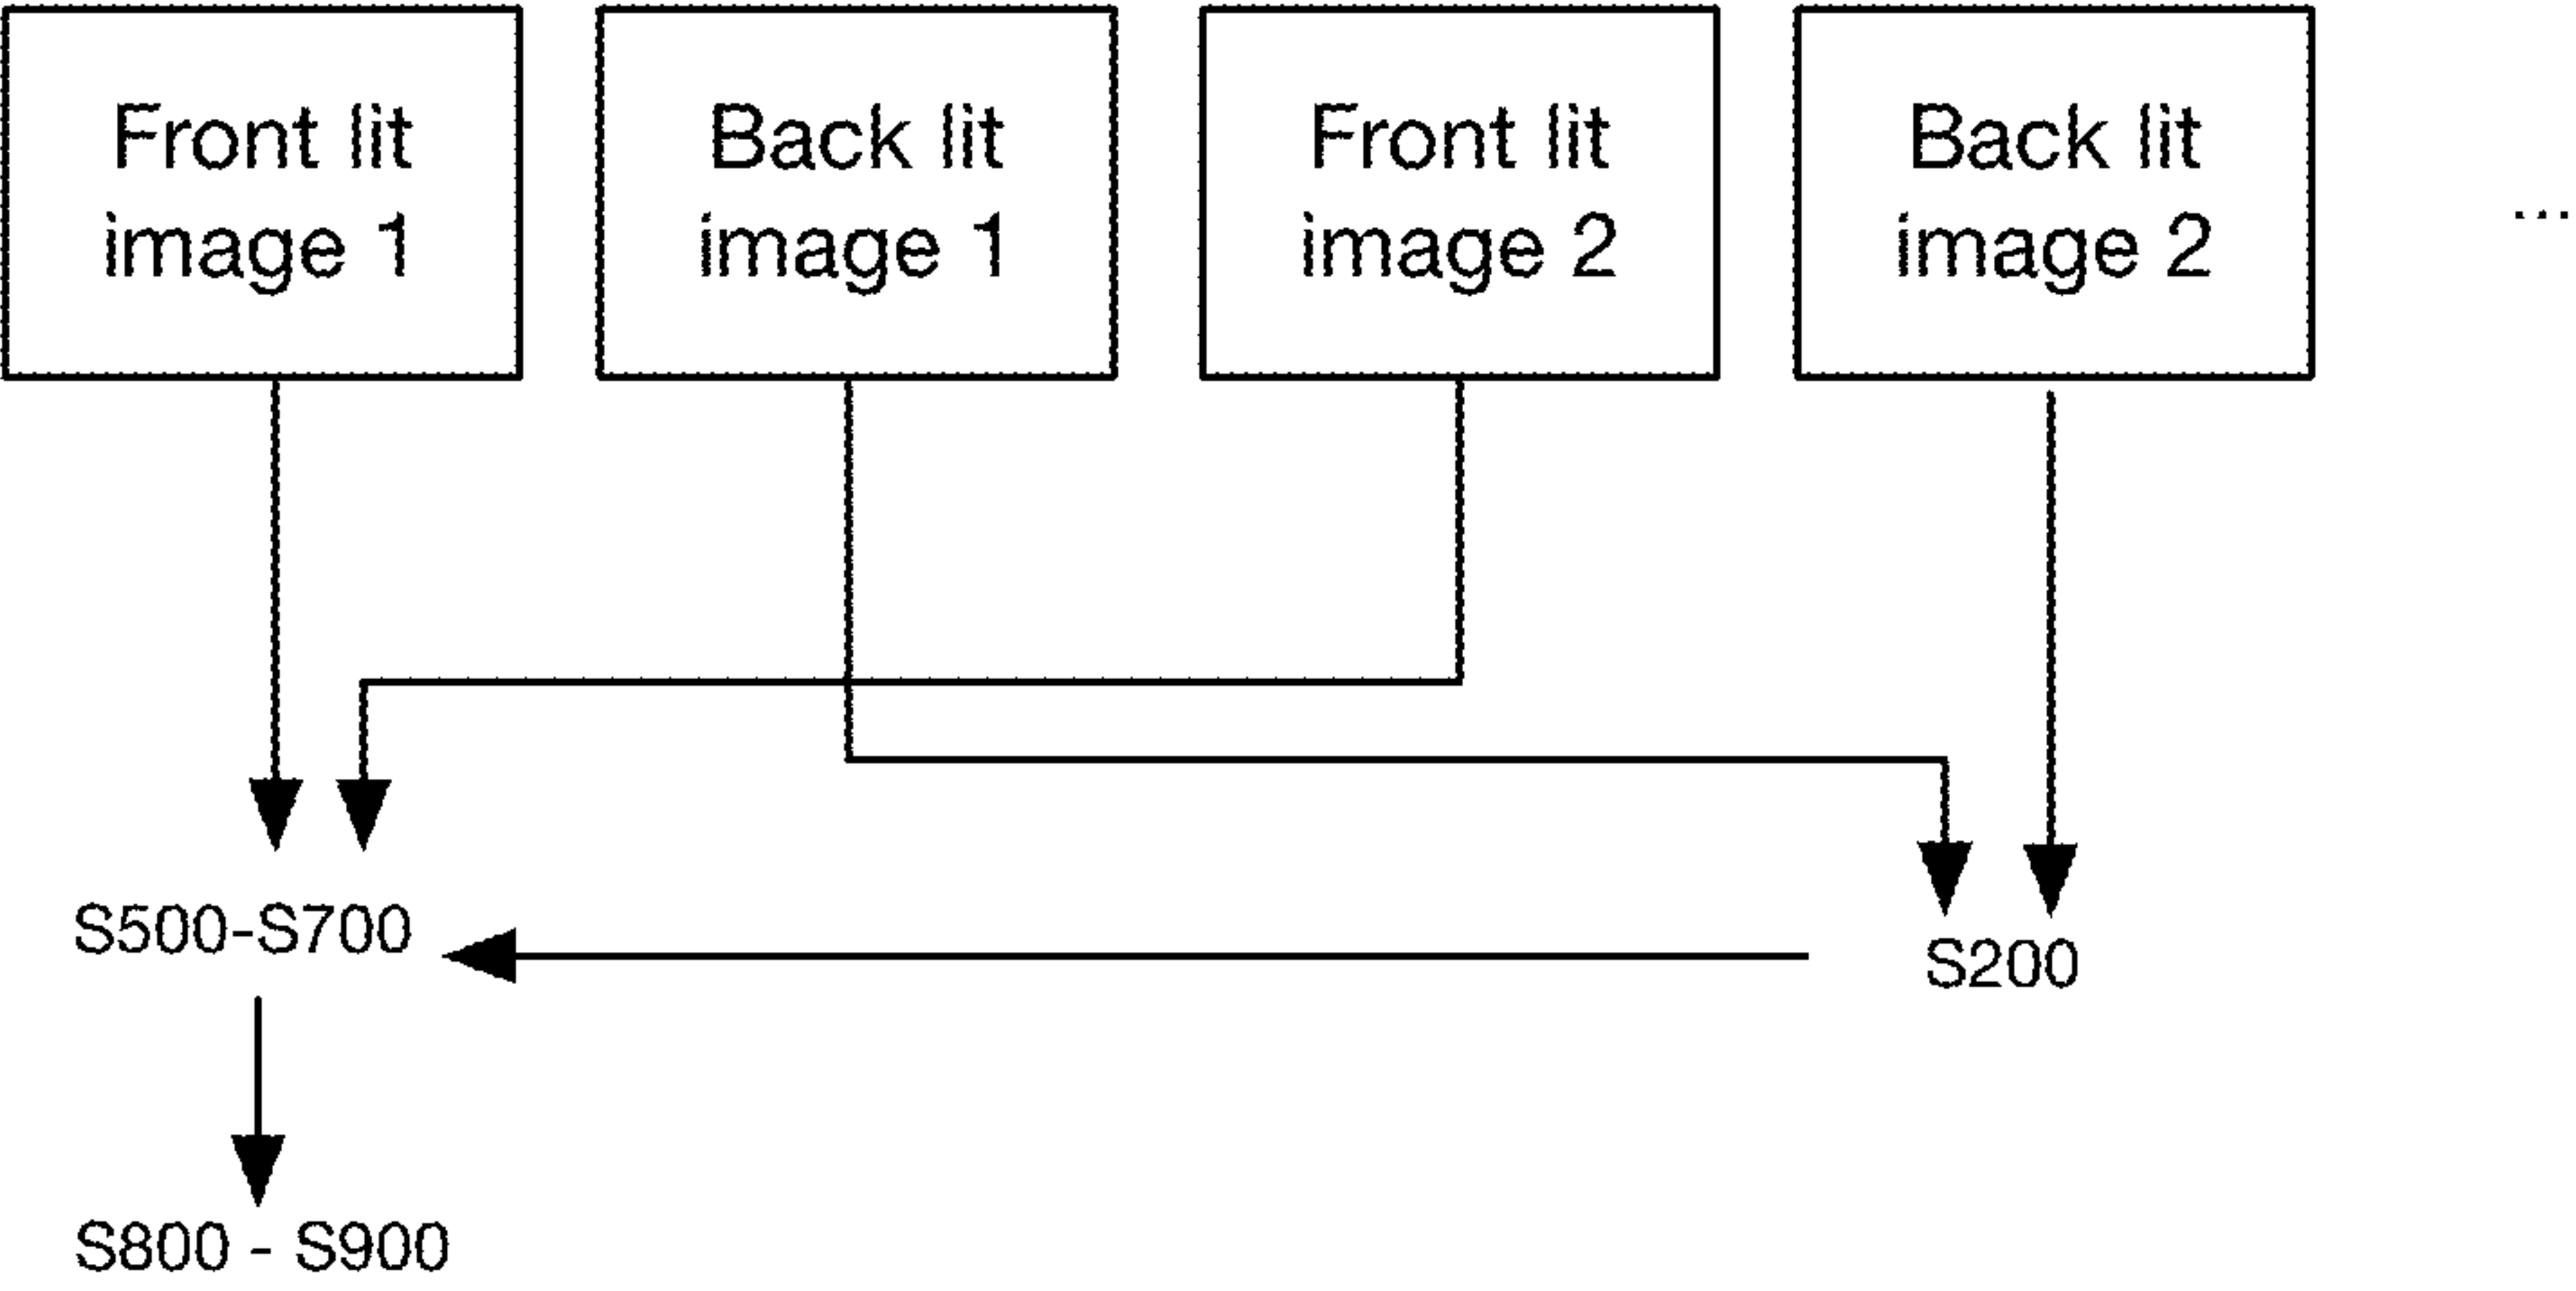 Front lit
image 1
Back lit
image 1
Front lit
image 2
Back lit
image 2
...
S500-S700
S200
S800 - S900